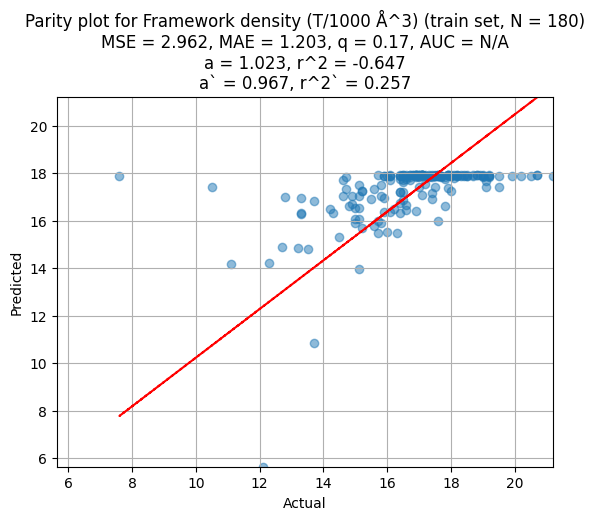 Parity plot for Framework density (T/1000 Å^3) (train set, N = 180)
MSE = 2.962, MAE = 1.203, q = 0.17, AUC = N/A
a = 1.023, r^2 = -0.647
a` = 0.967, r^2` = 0.257
20
18
16
14
12
10
8
6
Predicted
6 8 10 12 14 16 18 20
Actual